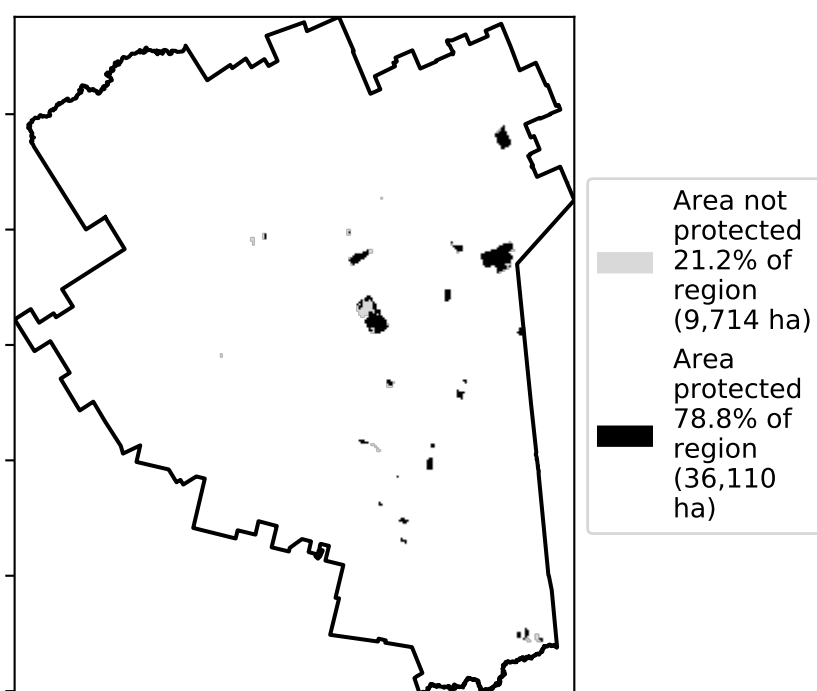 Area not
protected
21.2% of
region
(9,714 ha)
Area
protected
78.8% of
region
(36,110
ha)